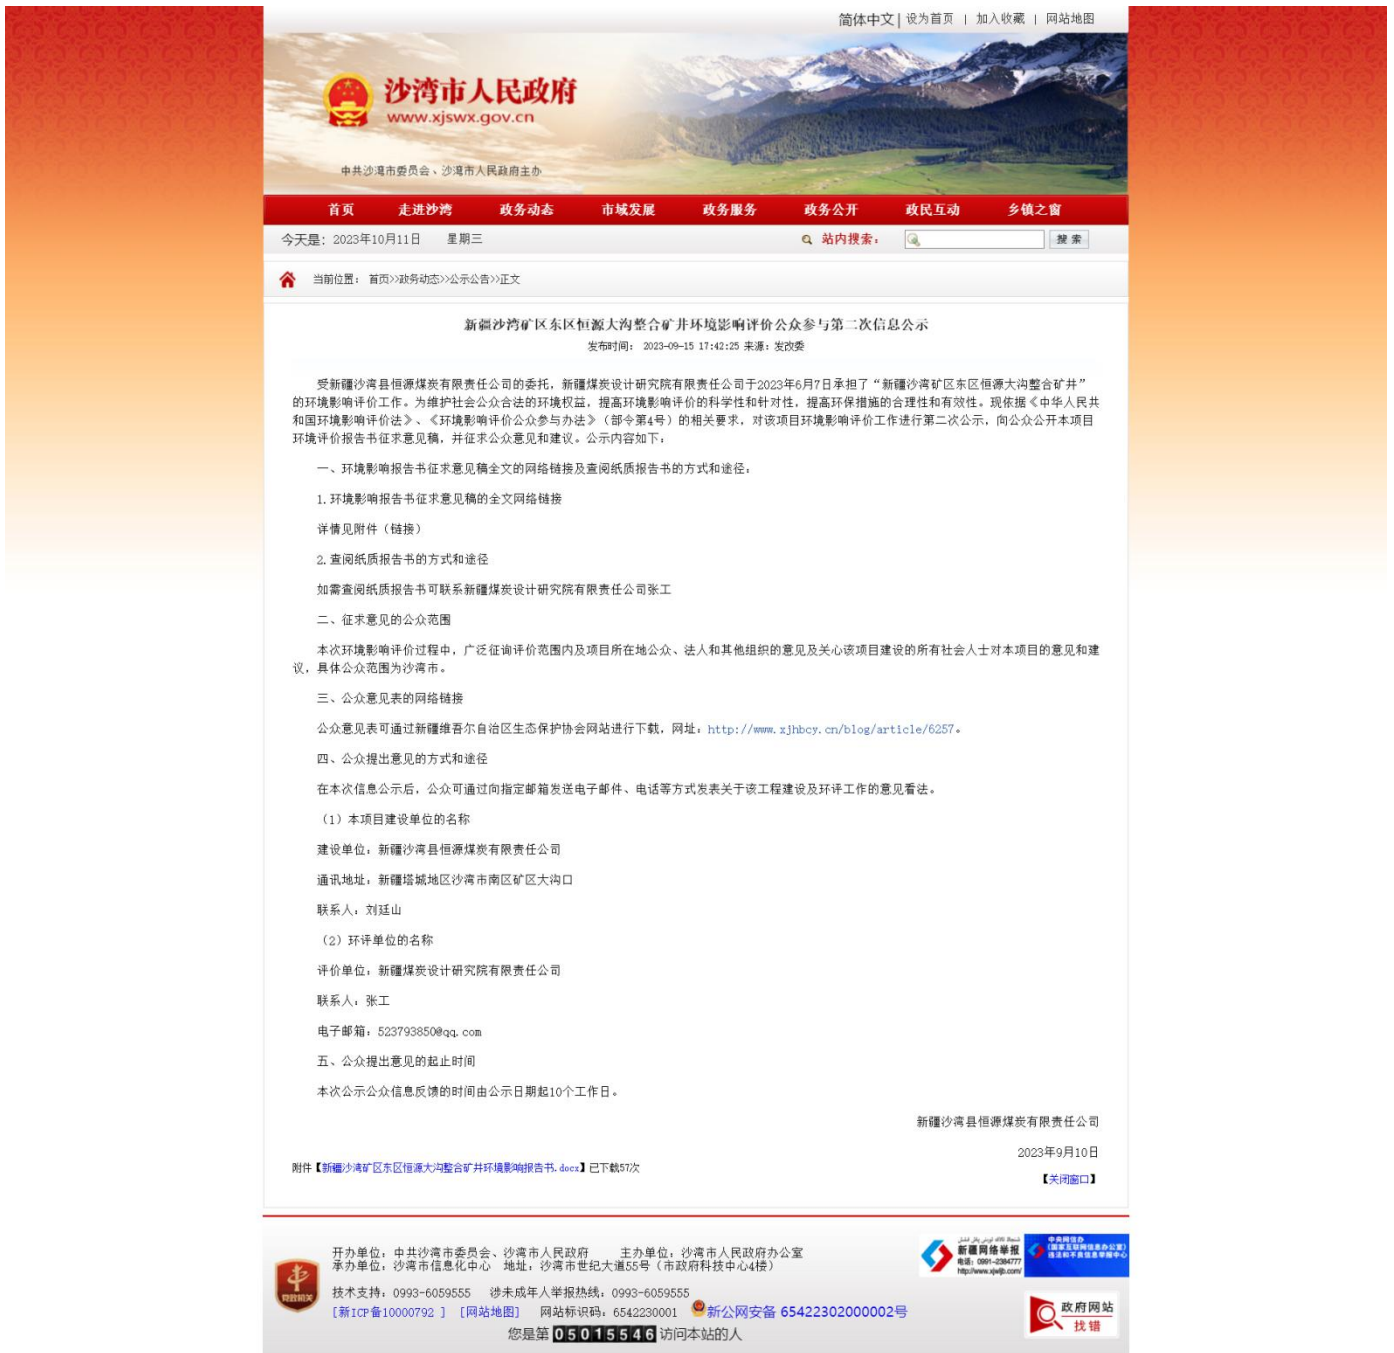 简体中文 | 设为首页 | 加入收藏 | 网站地图
沙湾市人民政府
www.xjswx.gov.cn
中共沙湾市委员会、沙湾市人民政府主办
首页 走进沙湾 政务动态 市域发展 政务服务 政务公开 政民互动 乡镇之窗
今天是：2023年10月11日 星期三 站内搜索： 搜 索
当前位置： 首页>>政务动态>>公示公告>>正文
新疆沙湾矿区东区恒源大沟整合矿井环境影响评价公众参与第二次信息公示
发布时间： 2023-09-15 17:42:25 来源：发改委
受新疆沙湾县恒源煤炭有限责任公司的委托，新疆煤炭设计研究院有限责任公司于2023年6月7日承担了“新疆沙湾矿区东区恒源大沟整合矿井”
的环境影响评价工作。为维护社会公众合法的环境权益，提高环境影响评价的科学性和针对性，提高环保措施的合理性和有效性。现依据《中华人民共
和国环境影响评价法》、《环境影响评价公众参与办法》（部令第4号）的相关要求，对该项目环境影响评价工作进行第二次公示，向公众公开本项目
环境评价报告书征求意见稿，并征求公众意见和建议。公示内容如下：
一、环境影响报告书征求意见稿全文的网络链接及查阅纸质报告书的方式和途径：
1.环境影响报告书征求意见稿的全文网络链接
详情见附件（链接）
2.查阅纸质报告书的方式和途径
如需查阅纸质报告书可联系新疆煤炭设计研究院有限责任公司张工
二、征求意见的公众范围
本次环境影响评价过程中，广泛征询评价范围内及项目所在地公众、法人和其他组织的意见及关心该项目建设的所有社会人士对本项目的意见和建
议，具体公众范围为沙湾市。
三、公众意见表的网络链接
公众意见表可通过新疆维吾尔自治区生态保护协会网站进行下载，网址：http://www.xjhbcy.cn/blog/article/6257。
四、公众提出意见的方式和途径
在本次信息公示后，公众可通过向指定邮箱发送电子邮件、电话等方式发表关于该工程建设及环评工作的意见看法。
（1）本项目建设单位的名称
建设单位：新疆沙湾县恒源煤炭有限责任公司
通讯地址：新疆塔城地区沙湾市南区矿区大沟口
联系人：刘廷山
（2）环评单位的名称
评价单位：新疆煤炭设计研究院有限责任公司
联系人：张工
电子邮箱：523793850@qq.com
五、公众提出意见的起止时间
本次公示公众信息反馈的时间由公示日期起10个工作日。
新疆沙湾县恒源煤炭有限责任公司
2023年9月10日
附件【新疆沙湾矿区东区恒源大沟整合矿井环境影响报告书.docx】已下载57次
【关闭窗口】
开办单位：中共沙湾市委员会、沙湾市人民政府 主办单位：沙湾市人民政府办公室
承办单位：沙湾市信息化中心 地址：沙湾市世纪大道55号（市政府科技中心4楼）
技术支持：0993-6059555 涉未成年人举报热线：0993-6059555
[新ICP备10000792 ] [网站地图] 网站标识码：6542230001 新公网安备 65422302000002号
您是第 05015546 访问本站的人
党政机关
新疆网络举报
电话：0991-2384777
http://www.xjwljb.com/
中央网信办
(国家互联网信息办公室)
违法和不良信息举报中心
政府网站
找错